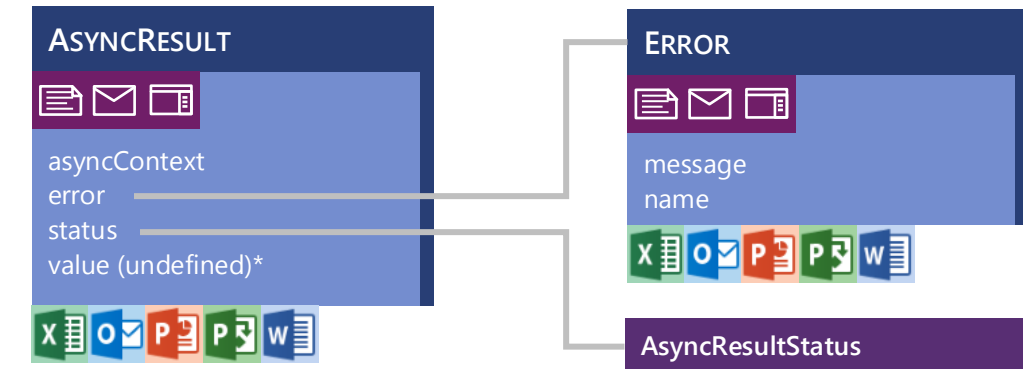 ASYNCRESULT
asyncContext
error
status
value (undefined)*
X O P P W
ERROR
message
name
X O P P W
AsyncResultStatus